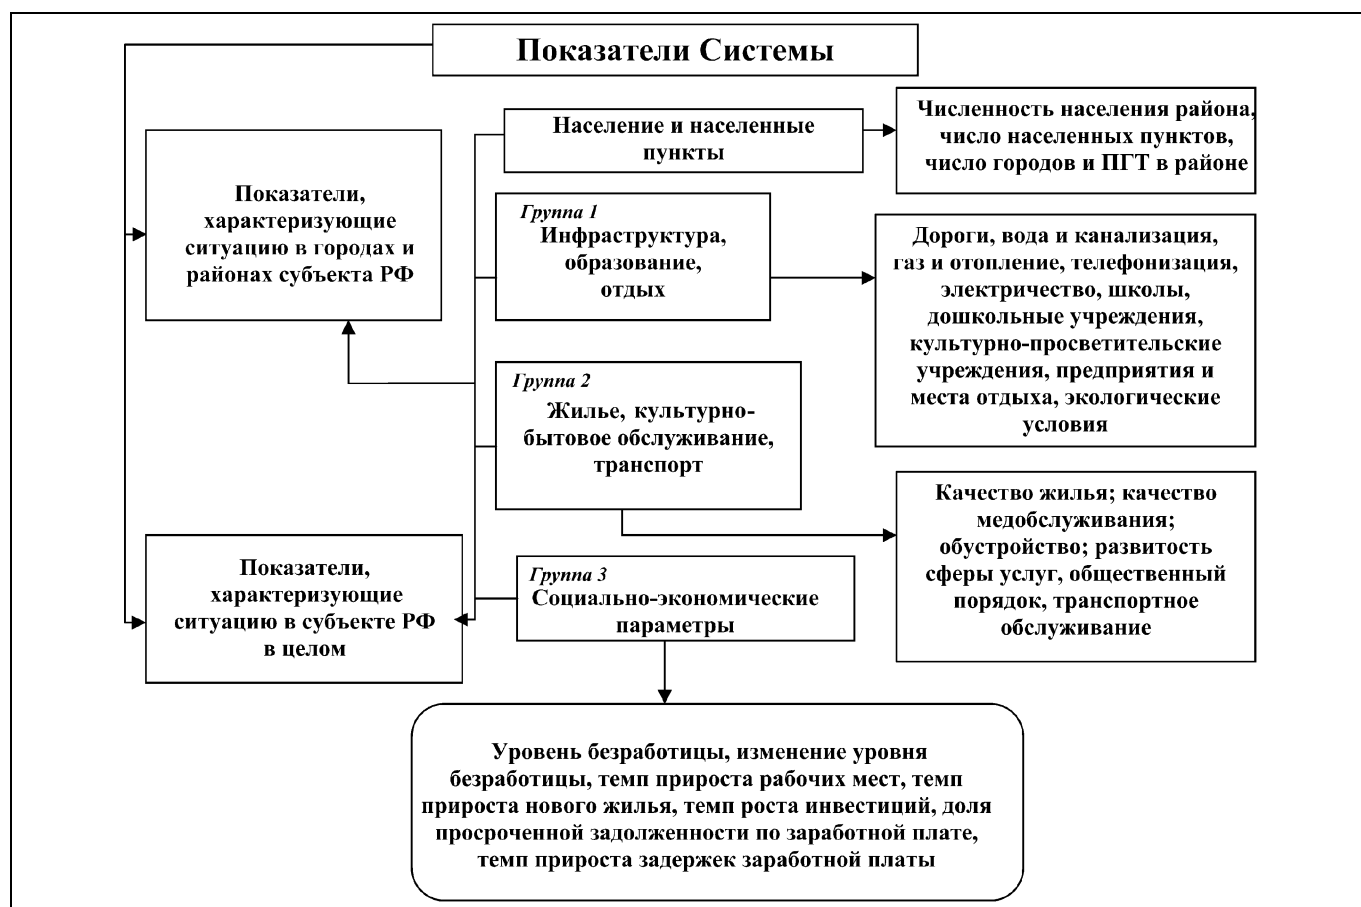 Показатели Системы
Население и населенные
пункты
Численность населения района,
число населенных пунктов,
число городов и ПГТ в районе
Показатели,
характеризующие
ситуацию в городах и
районах субъекта РФ
Группа 1
Инфраструктура,
образование,
отдых
Дороги, вода и канализация,
газ и отопление, телефонизация,
электричество, школы,
дошкольные учреждения,
культурно-просветительские
учреждения, предприятия и
места отдыха, экологические
условия
Группа 2
Жилье, культурно-
бытовое обслуживание,
транспорт
Качество жилья; качество
медобслуживания;
обустройство; развитость
сферы услуг, общественный
порядок, транспортное
обслуживание
Показатели,
характеризующие
ситуацию в субъекте РФ
в целом
Группа 3
Социально-экономические
параметры
Уровень безработицы, изменение уровня
безработицы, темп прироста рабочих мест, темп
прироста нового жилья, темп роста инвестиций, доля
просроченной задолженности по заработной плате,
темп прироста задержек заработной платы